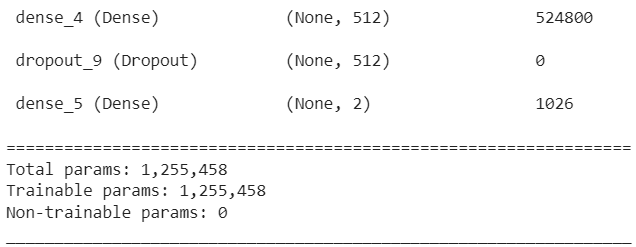 dense_4 (Dense) (None, 512) 524800
dropout_9 (Dropout) (None, 512) 0
dense_5 (Dense) (None, 2) 1026
=================================================================
Total params: 1,255,458
Trainable params: 1,255,458
Non-trainable params: 0
_________________________________________________________________